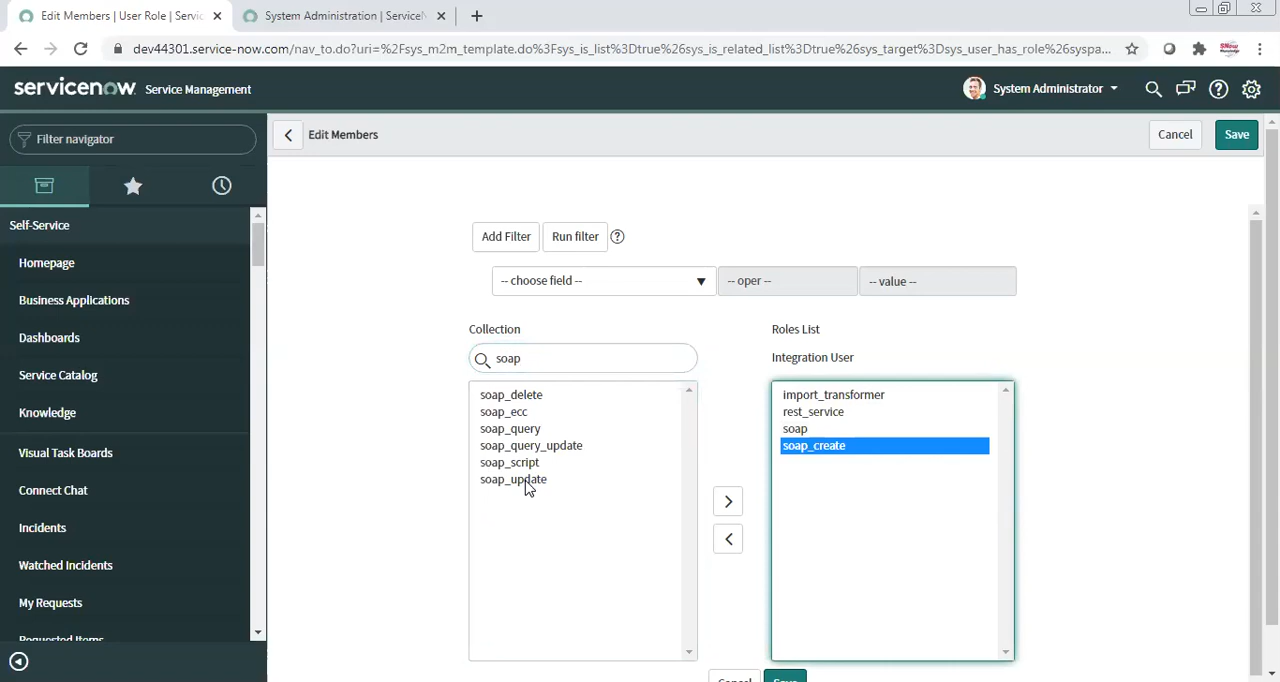 Edit Members | User Role | Servic
System Administration | ServiceN
dev44301.service-now.com/nav_to.do?uri=%2Fsys_m2m_template.do%3Fsys_is_list%3Dtrue%26sys_is_related_list%3Dtrue%26sys_target%3Dsys_user_has_role%26syspa...
servicenow Service Management
System Administrator
Filter navigator
Edit Members
Cancel
Save
Self-Service
Homepage
Business Applications
Dashboards
Service Catalog
Knowledge
Visual Task Boards
Connect Chat
Incidents
Watched Incidents
My Requests
Requested Items
Add Filter
Run filter
-- choose field --
-- oper --
-- value --
Collection
soap
soap_delete
soap_ecc
soap_query
soap_query_update
soap_script
soap_update
Roles List
Integration User
import_transformer
rest_service
soap
soap_create
Cancel
Save